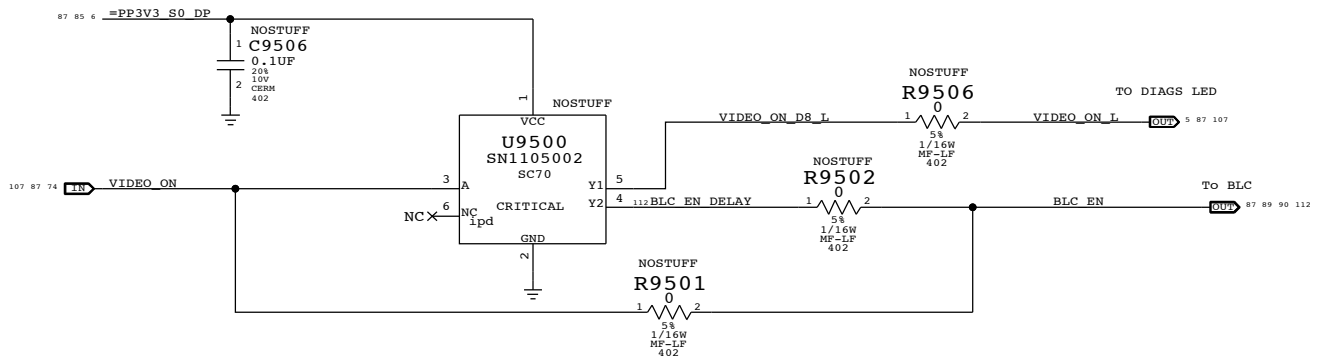 87 85 6 =PP3V3_S0_DP
NOSTUFF
1 C9506
0.1UF
20%
10V
2 CERM
402
1 NOSTUFF
VCC
U9500
SN1105002
SC70
107 87 74 IN VIDEO_ON
3 A
Y1 5
6 NC
ipd
NC
CRITICAL
Y2 4
112 BLC_EN_DELAY
GND
2
VIDEO_ON_D8_L
NOSTUFF
R9506
0
1 2
5%
1/16W
MF-LF
402
VIDEO_ON_L
TO DIAGS LED
OUT 5 87 107
NOSTUFF
R9502
0
1 2
5%
1/16W
MF-LF
402
To BLC
BLC_EN
OUT 87 89 90 112
NOSTUFF
R9501
0
1 2
5%
1/16W
MF-LF
402